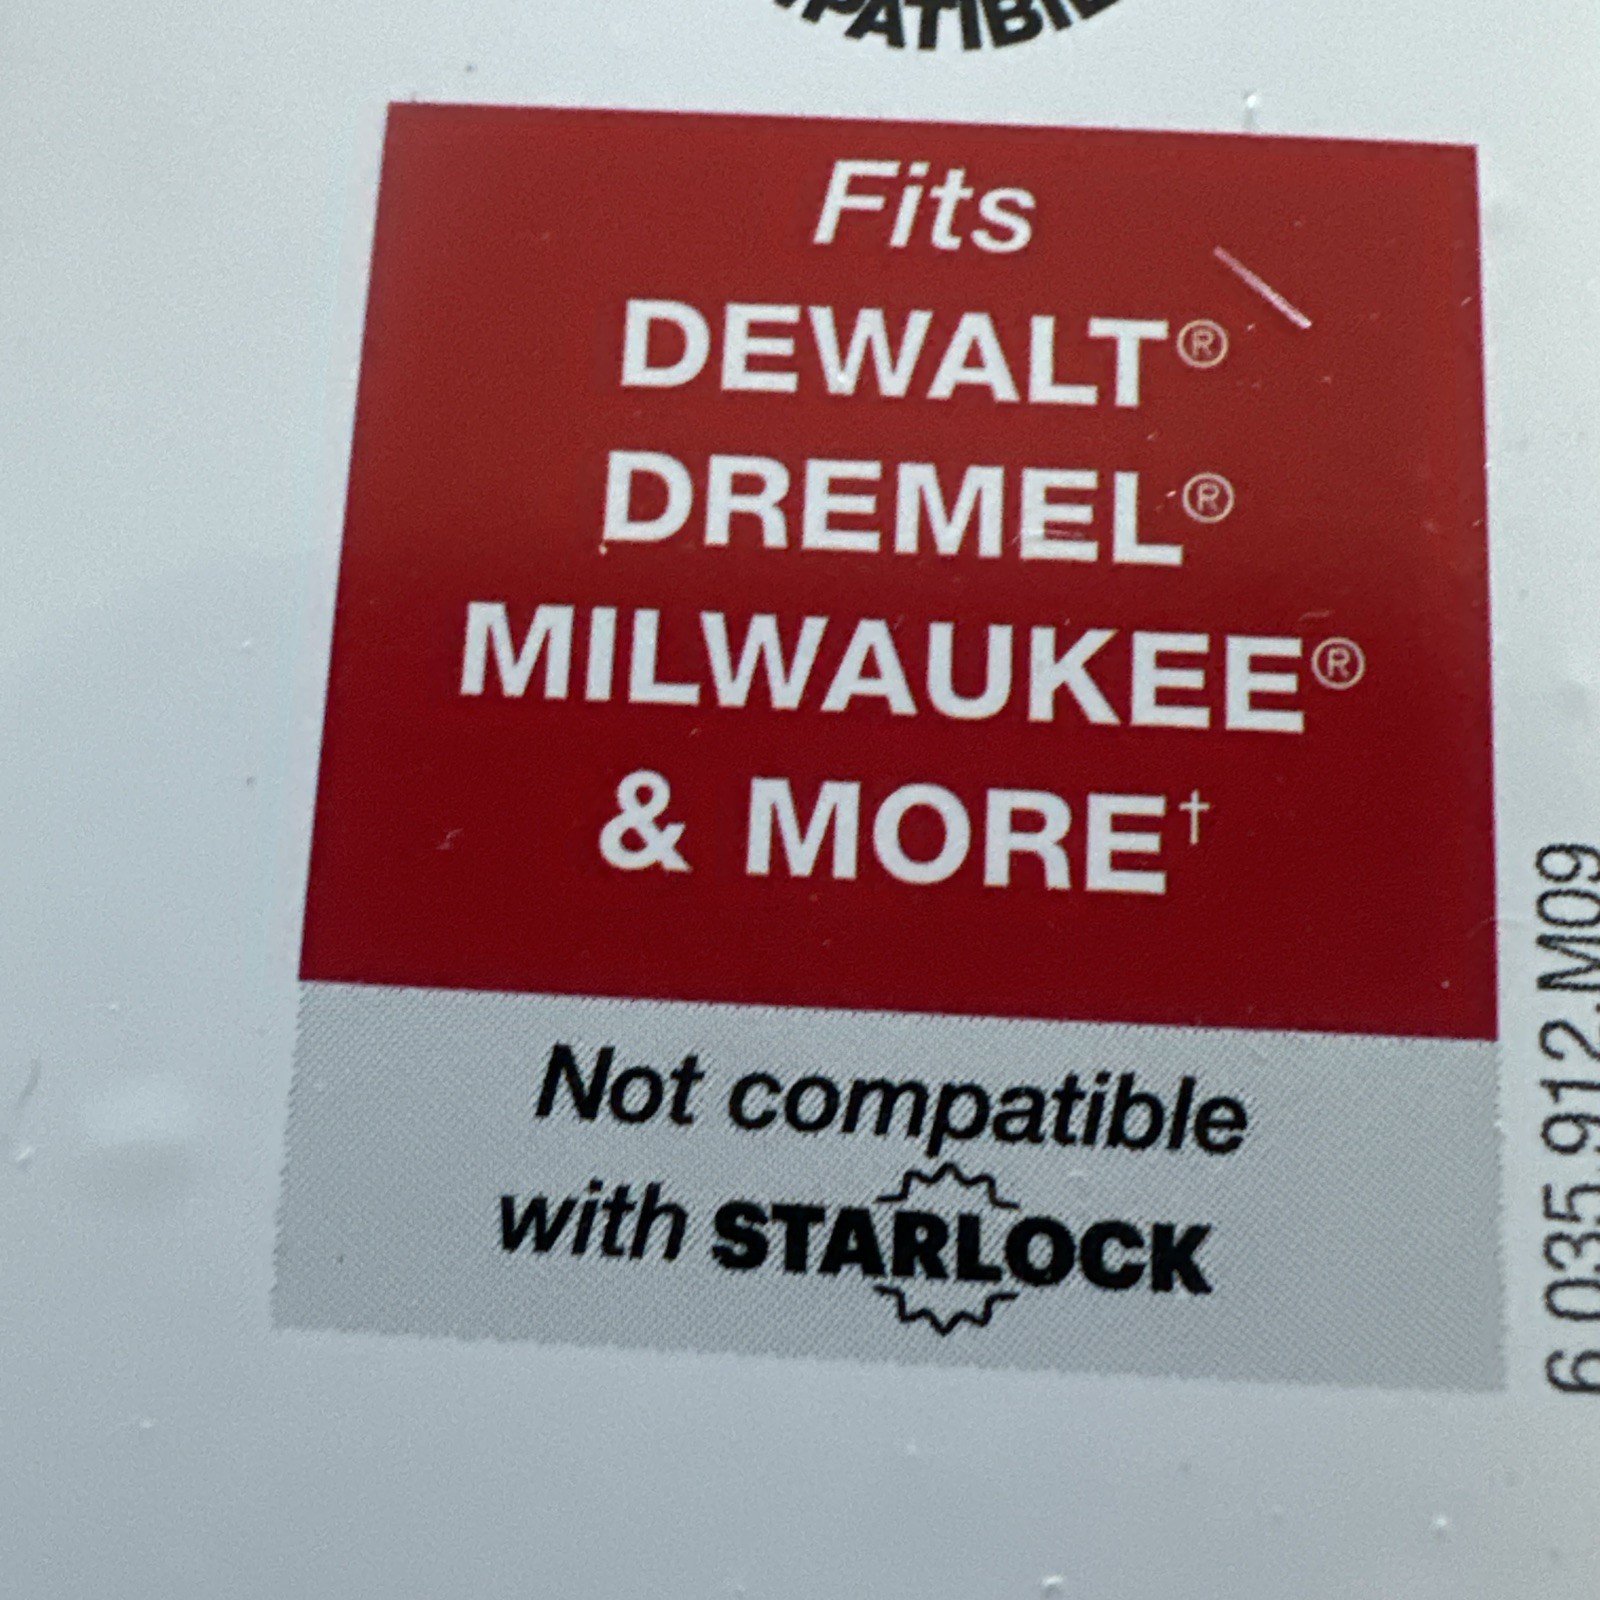 Fits
DEWALT®
DREMEL®
MILWAUKEE®
& MORE†
Not compatible
with STARLOCK
6 035 912.M09